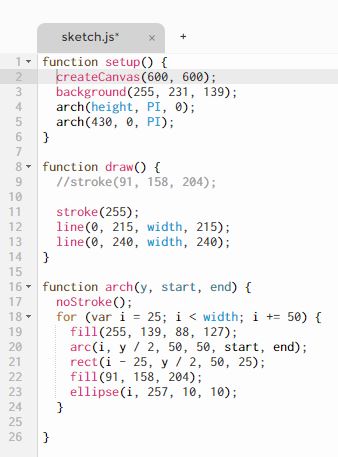 sketch.js* × +
1 function setup() {
2 createCanvas(600, 600);
3 background(255, 231, 139);
4 arch(height, PI, 0);
5 arch(430, 0, PI);
6 }
7
8 function draw() {
9 //stroke(91, 158, 204);
10
11 stroke(255);
12 line(0, 215, width, 215);
13 line(0, 240, width, 240);
14 }
15
16 function arch(y, start, end) {
17 noStroke();
18 for (var i = 25; i < width; i += 50) {
19 fill(255, 139, 88, 127);
20 arc(i, y / 2, 50, 50, start, end);
21 rect(i - 25, y / 2, 50, 25);
22 fill(91, 158, 204);
23 ellipse(i, 257, 10, 10);
24 }
25
26 }